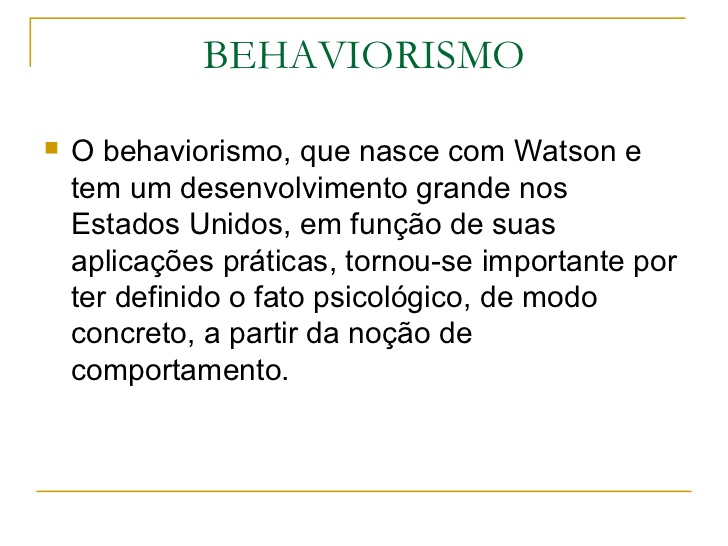 BEHAVIORISMO
O behaviorismo, que nasce com Watson e
tem um desenvolvimento grande nos
Estados Unidos, em função de suas
aplicações práticas, tornou-se importante por
ter definido o fato psicológico, de modo
concreto, a partir da noção de
comportamento.